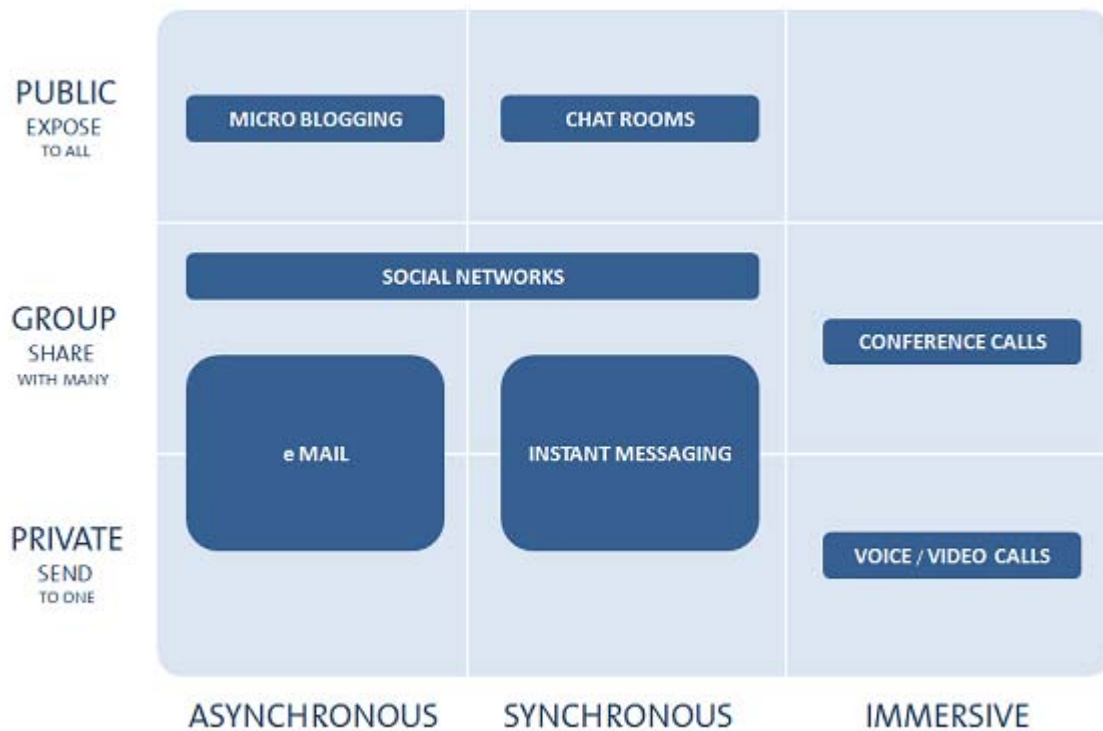 PUBLIC
EXPOSE
TO ALL
MICRO BLOGGING
CHAT ROOMS
SOCIAL NETWORKS
GROUP
SHARE
WITH MANY
CONFERENCE CALLS
e MAIL
INSTANT MESSAGING
PRIVATE
SEND
TO ONE
VOICE / VIDEO CALLS
ASYNCHRONOUS
SYNCHRONOUS
IMMERSIVE